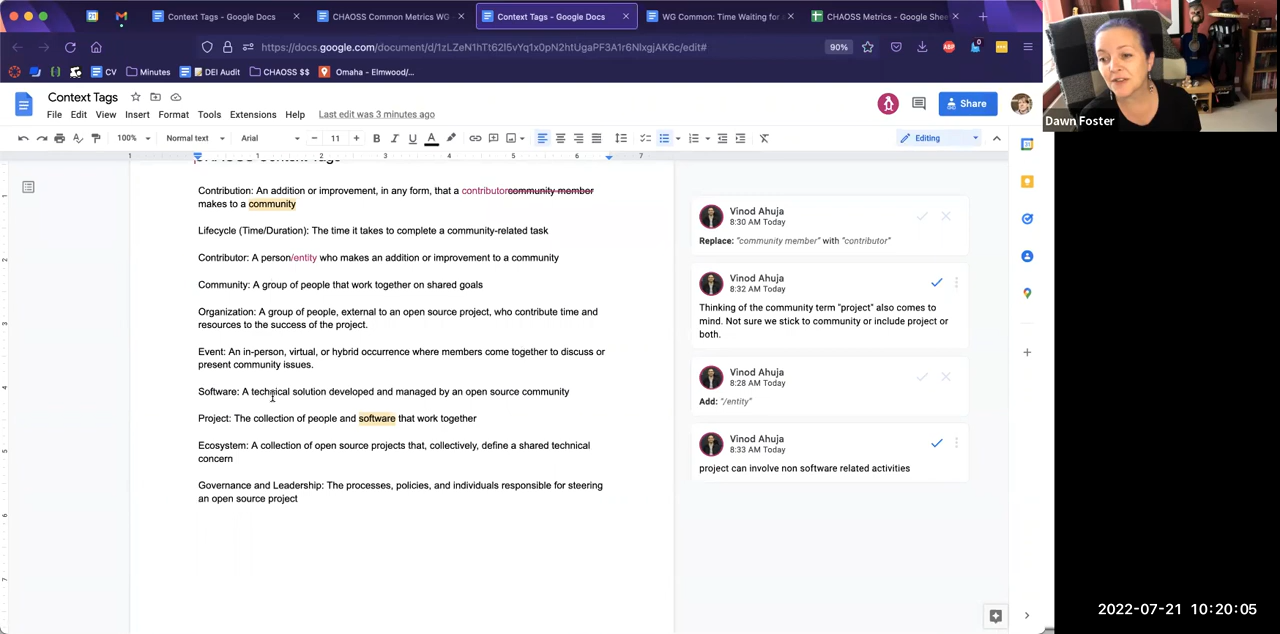 Context Tags - Google Docs
CHAOSS Common Metrics WG
Context Tags - Google Docs
WG Common: Time Waiting for
CHAOSS Metrics - Google Shee
https://docs.google.com/document/d/1zLZeN1hTt62l5vYq1x0pN2htUgaPF3A1r6NlxgjAK6c/edit#
90%
CV
Minutes
DEI Audit
CHAOSS $$
Omaha - Elmwood/...
Context Tags
File Edit View Insert Format Tools Extensions Help
Last edit was 3 minutes ago
Share
Dawn Foster
100%
Normal text
Arial
11
Editing
CHAOSS Context Tags
Contribution: An addition or improvement, in any form, that a contributorcommunity member
makes to a community
Lifecycle (Time/Duration): The time it takes to complete a community-related task
Contributor: A person/entity who makes an addition or improvement to a community
Community: A group of people that work together on shared goals
Organization: A group of people, external to an open source project, who contribute time and
resources to the success of the project.
Event: An in-person, virtual, or hybrid occurrence where members come together to discuss or
present community issues.
Software: A technical solution developed and managed by an open source community
Project: The collection of people and software that work together
Ecosystem: A collection of open source projects that, collectively, define a shared technical
concern
Governance and Leadership: The processes, policies, and individuals responsible for steering
an open source project
Vinod Ahuja
8:30 AM Today
Replace: "community member" with "contributor"
Vinod Ahuja
8:32 AM Today
Thinking of the community term "project" also comes to
mind. Not sure we stick to community or include project or
both.
Vinod Ahuja
8:28 AM Today
Add: "/entity"
Vinod Ahuja
8:33 AM Today
project can involve non software related activities
2022-07-21 10:20:05